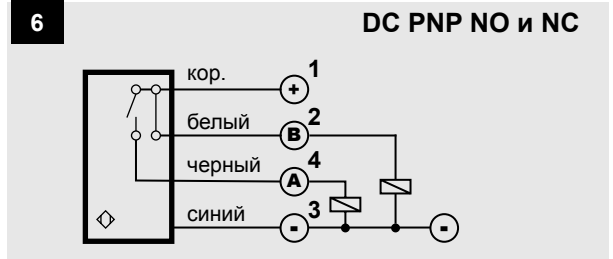 6
DC PNP NO и NC
кор. + 1
белый B 2
черный A 4
синий - 3 -